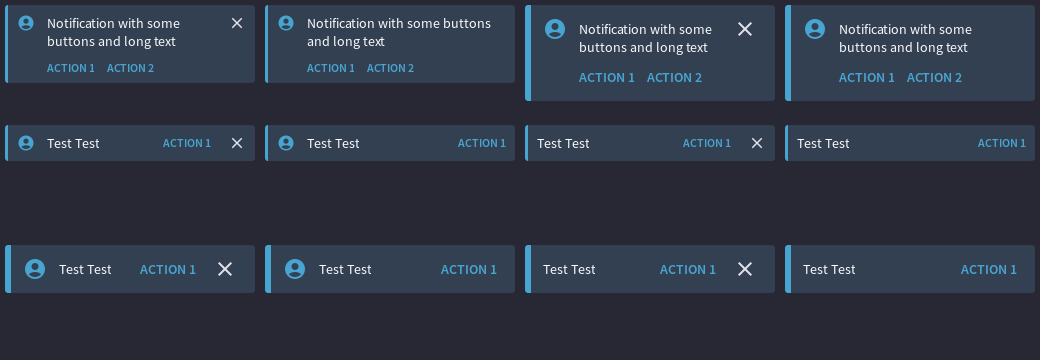 Notification with some
buttons and long text
ACTION 1 ACTION 2
Notification with some buttons
and long text
ACTION 1 ACTION 2
Notification with some
buttons and long text
ACTION 1 ACTION 2
Notification with some
buttons and long text
ACTION 1 ACTION 2
Test Test ACTION 1
Test Test ACTION 1
Test Test ACTION 1
Test Test ACTION 1
Test Test ACTION 1
Test Test ACTION 1
Test Test ACTION 1
Test Test ACTION 1